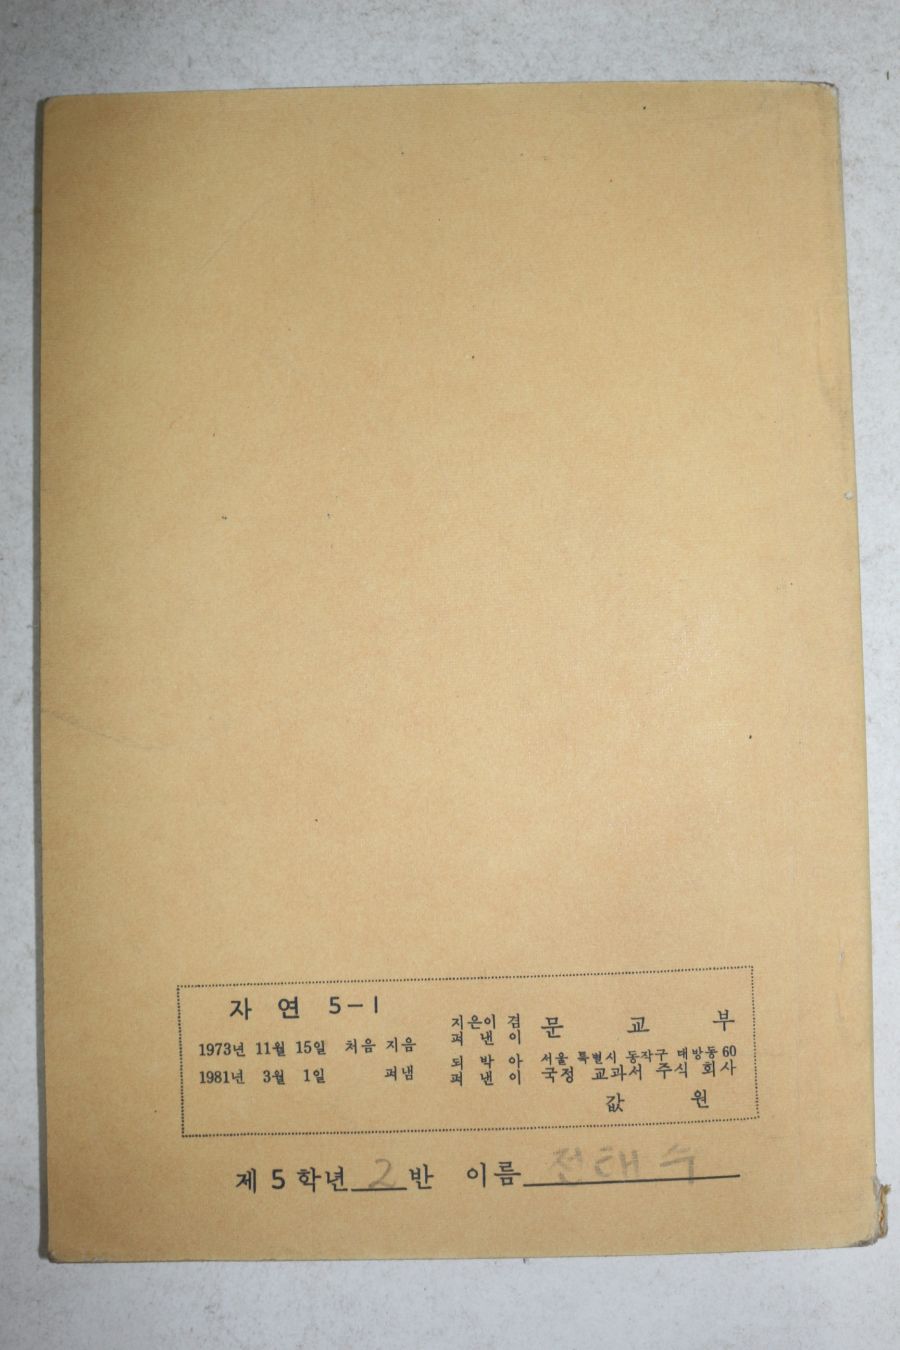 자 연 5-1
1973년 11월 15일 처음 지음
1981년 3월 1일 펴냄
지은이 겸 펴낸이 문 교 부
되박아 펴낸이 서울 특별시 동작구 대방동 60
국정 교과서 주식 회사
값 원
제 5 학년 2 반 이름 전태수